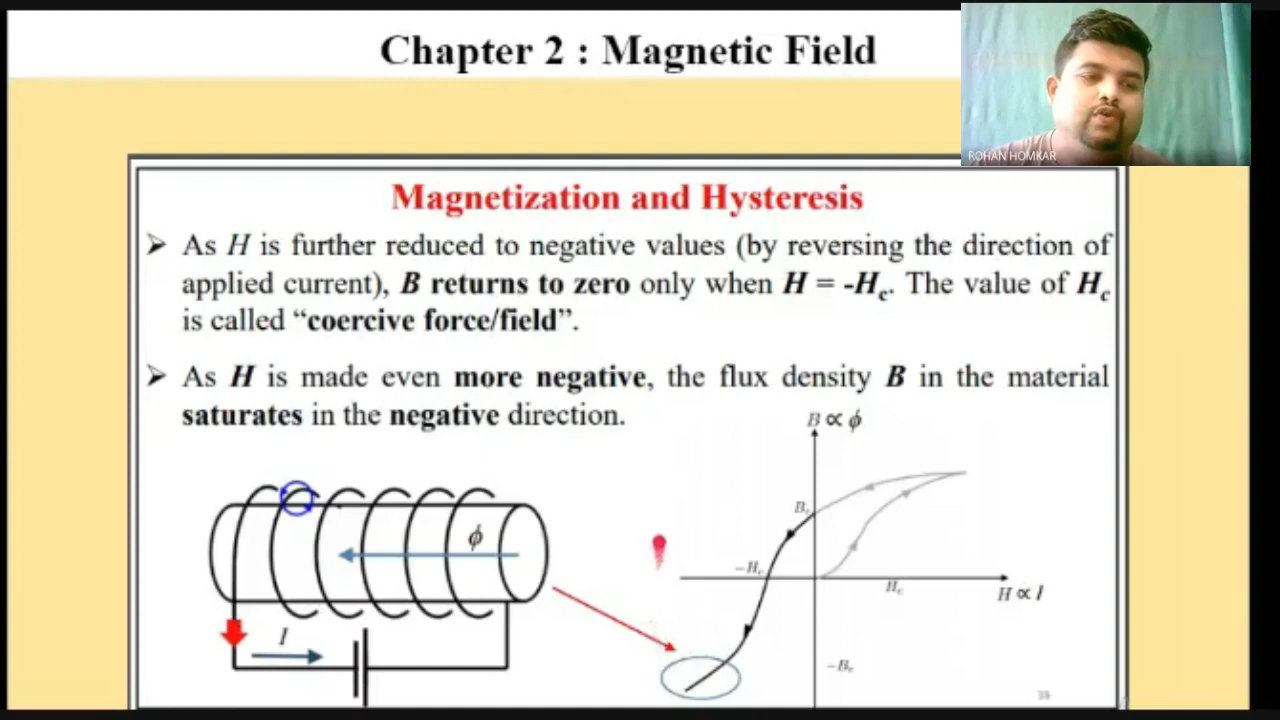 Chapter 2 : Magnetic Field
ROHAN HOMKAR
Magnetization and Hysteresis
➤ As H is further reduced to negative values (by reversing the direction of
applied current), B returns to zero only when H = -Hc. The value of Hc
is called “coercive force/field”.
➤ As H is made even more negative, the flux density B in the material
saturates in the negative direction.
B ∝ ϕ
Br
ϕ
-Hc
Hc
H ∝ I
I
-Br